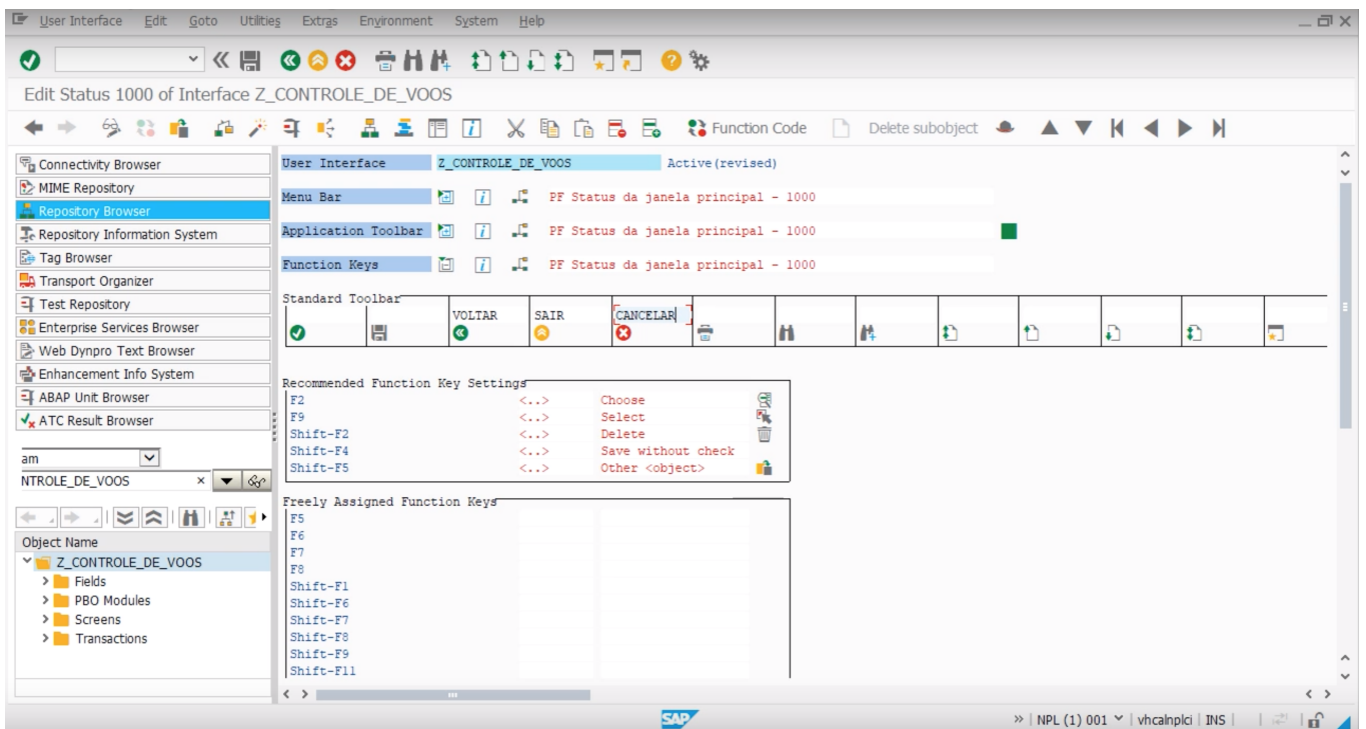 User Interface Edit Goto Utilities Extras Environment System Help
Edit Status 1000 of Interface Z_CONTROLE_DE_VOOS
Function Code Delete subobject
Connectivity Browser
MIME Repository
Repository Browser
Repository Information System
Tag Browser
Transport Organizer
Test Repository
Enterprise Services Browser
Web Dynpro Text Browser
Enhancement Info System
ABAP Unit Browser
ATC Result Browser
am
NTROLE_DE_VOOS
Object Name
Z_CONTROLE_DE_VOOS
Fields
PBO Modules
Screens
Transactions
User Interface Z_CONTROLE_DE_VOOS Active(revised)
Menu Bar PF Status da janela principal - 1000
Application Toolbar PF Status da janela principal - 1000
Function Keys PF Status da janela principal - 1000
Standard Toolbar
VOLTAR SAIR CANCELAR
Recommended Function Key Settings
F2 <..> Choose
F9 <..> Select
Shift-F2 <..> Delete
Shift-F4 <..> Save without check
Shift-F5 <..> Other <object>
Freely Assigned Function Keys
F5
F6
F7
F8
Shift-F1
Shift-F6
Shift-F7
Shift-F8
Shift-F9
Shift-F11
SAP
» | NPL (1) 001 | vhcalnplci | INS |